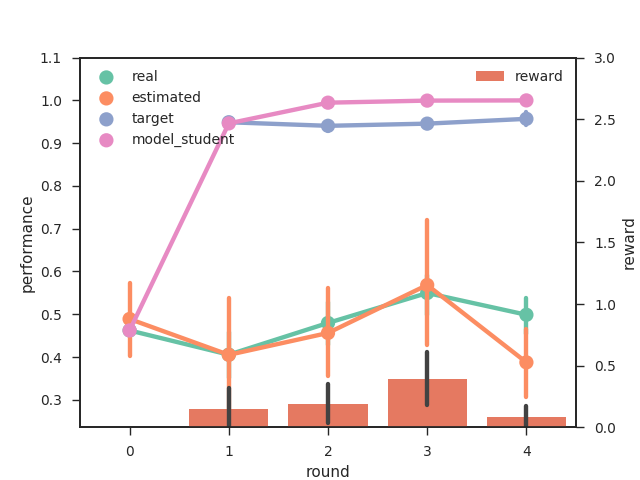 1.1
1.0
0.9
0.8
0.7
0.6
0.5
0.4
0.3
performance
real
estimated
target
model_student
reward
3.0
2.5
2.0
1.5
1.0
0.5
0.0
reward
0 1 2 3 4
round